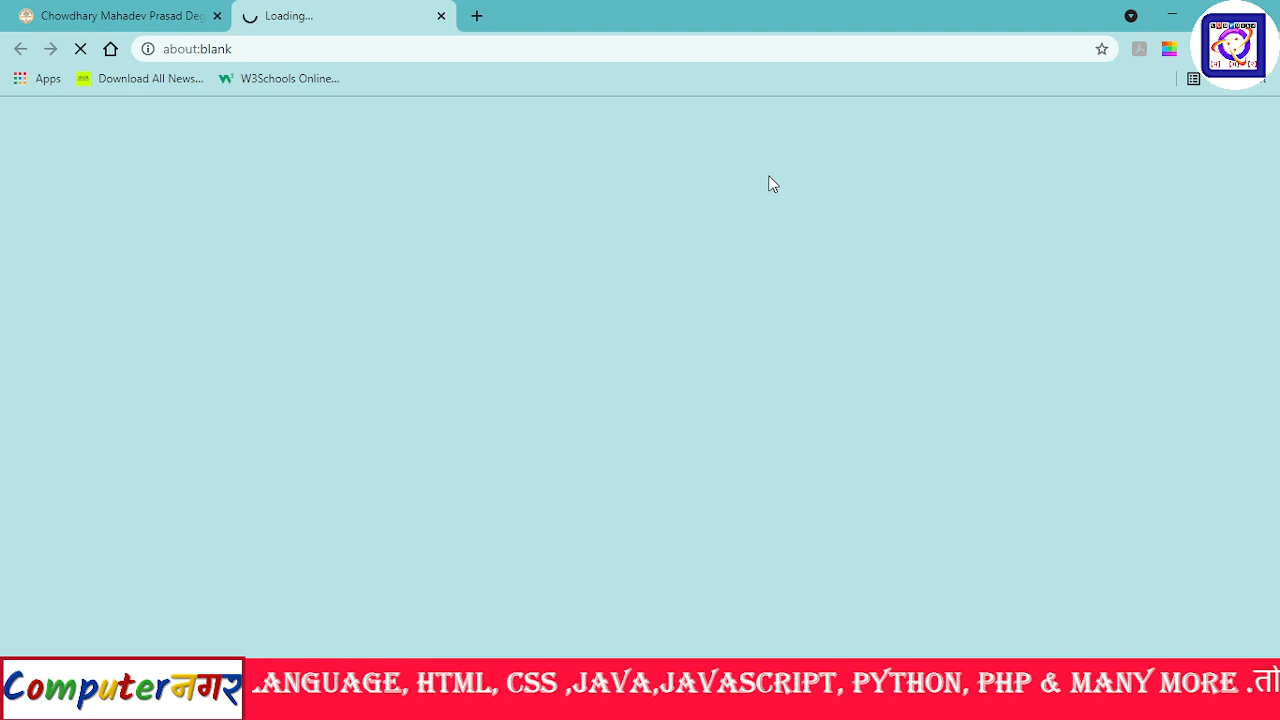 Chowdhary Mahadev Prasad Deg
Loading...
about:blank
Apps
Download All News...
W3Schools Online...
Computerनगर
.ANGUAGE, HTML, CSS ,JAVA,JAVASCRIPT, PYTHON, PHP & MANY MORE .तो